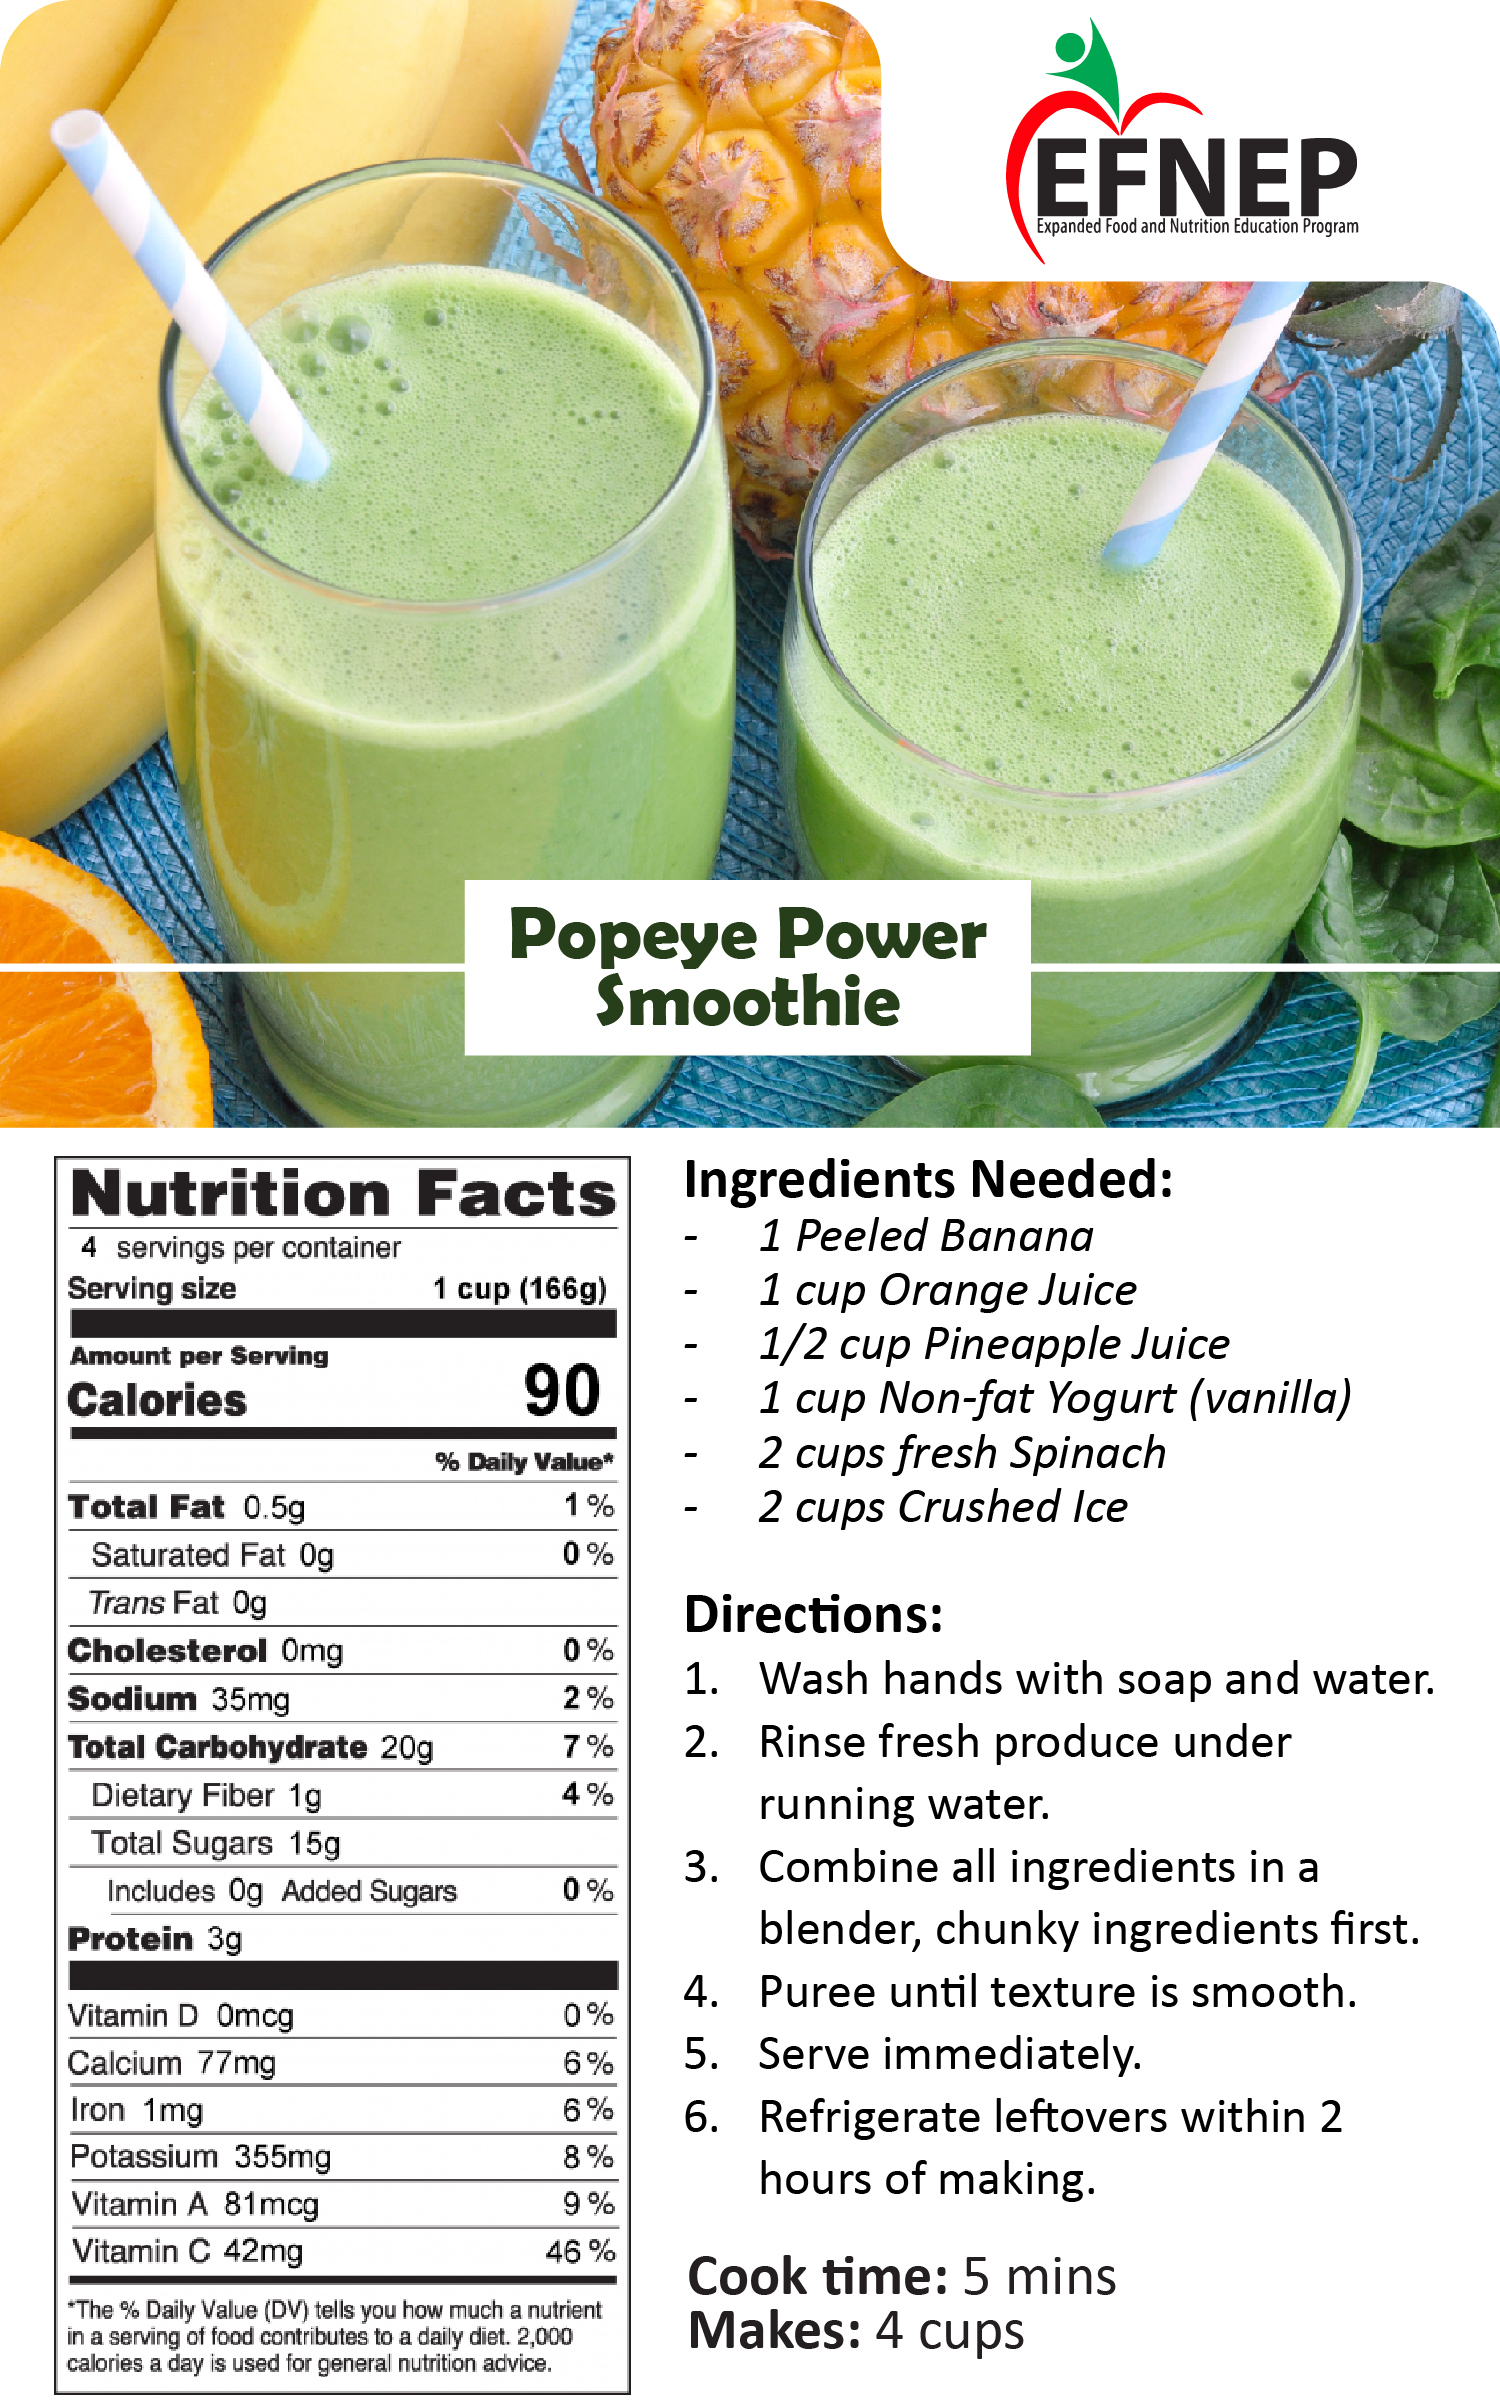 EFNEP
Expanded Food and Nutrition Education Program
Popeye Power
Smoothie
Nutrition Facts
4 servings per container
Serving size 1 cup (166g)
Amount per Serving
Calories 90
% Daily Value*
Total Fat 0.5g 1 %
Saturated Fat 0g 0 %
Trans Fat 0g
Cholesterol 0mg 0 %
Sodium 35mg 2 %
Total Carbohydrate 20g 7 %
Dietary Fiber 1g 4 %
Total Sugars 15g
Includes 0g Added Sugars 0 %
Protein 3g
Vitamin D 0mcg 0 %
Calcium 77mg 6 %
Iron 1mg 6 %
Potassium 355mg 8 %
Vitamin A 81mcg 9 %
Vitamin C 42mg 46 %
*The % Daily Value (DV) tells you how much a nutrient
in a serving of food contributes to a daily diet. 2,000
calories a day is used for general nutrition advice.
Ingredients Needed:
- 1 Peeled Banana
- 1 cup Orange Juice
- 1/2 cup Pineapple Juice
- 1 cup Non-fat Yogurt (vanilla)
- 2 cups fresh Spinach
- 2 cups Crushed Ice
Directions:
1. Wash hands with soap and water.
2. Rinse fresh produce under
running water.
3. Combine all ingredients in a
blender, chunky ingredients first.
4. Puree until texture is smooth.
5. Serve immediately.
6. Refrigerate leftovers within 2
hours of making.
Cook time: 5 mins
Makes: 4 cups